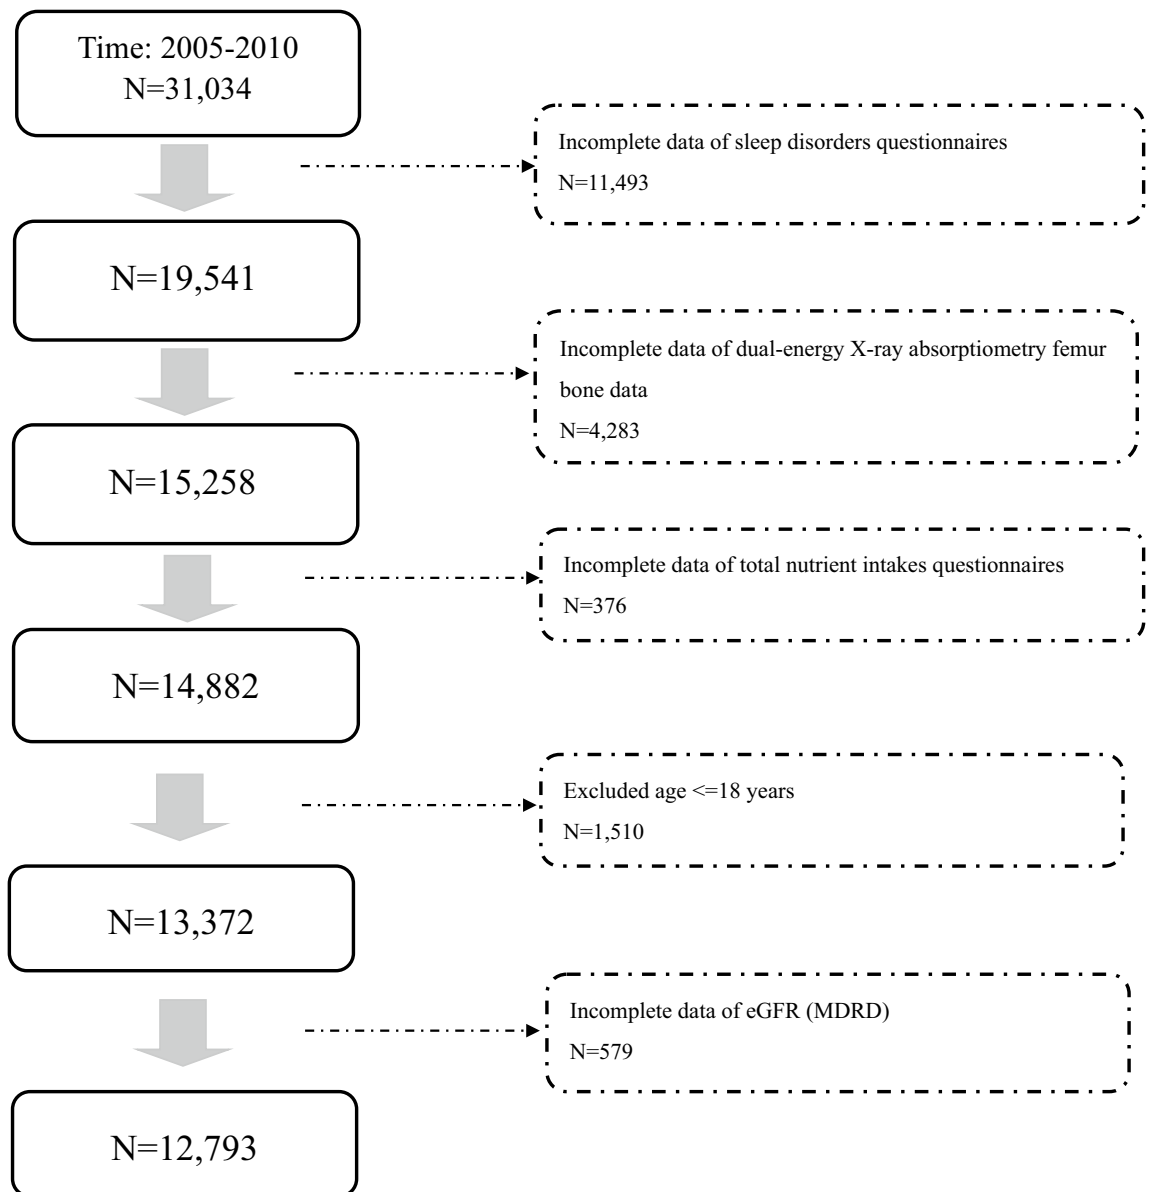 Time: 2005-2010
N=31,034
Incomplete data of sleep disorders questionnaires
N=11,493
N=19,541
Incomplete data of dual-energy X-ray absorptiometry femur
bone data
N=4,283
N=15,258
Incomplete data of total nutrient intakes questionnaires
N=376
N=14,882
Excluded age <=18 years
N=1,510
N=13,372
Incomplete data of eGFR (MDRD)
N=579
N=12,793